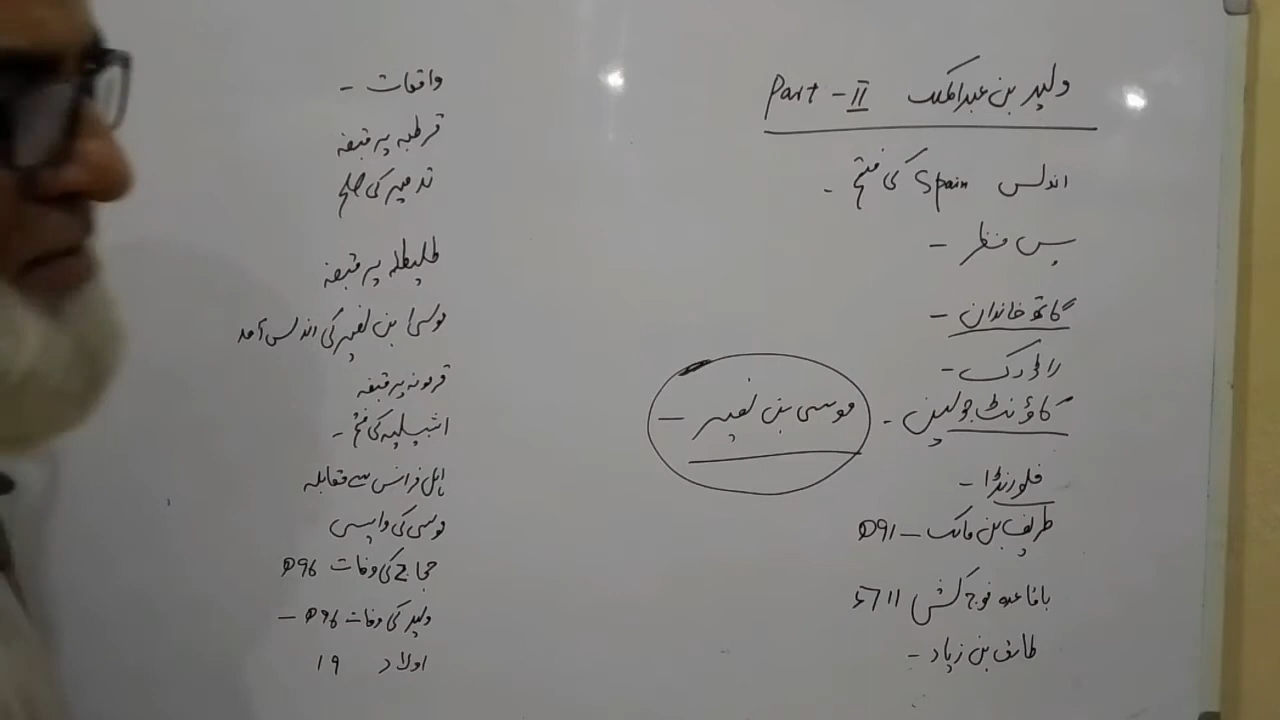 ولید بن عبدالملک Part - II
اندلس Spain کی فتح -
پس منظر -
گاتھ خاندان -
راڈرک -
کاؤنٹ جولین -
موسی بن نصیر -
فلورنڈا -
طریف بن مالک - 91ھ
باقاعدہ فوج کشی 711ء
طارق بن زیاد -
واقعات -
قرطبہ پر قبضہ
تدمیر کی صلح
طلیطلہ پر قبضہ
موسیٰ بن نصیر کی اندلس آمد
قرمونہ پر قبضہ
اشبیلیہ کی فتح -
اہل فرانس سے مقابلہ
موسی کی واپسی
حجاج کی وفات 96ھ
ولید کی وفات 96ھ -
اولاد 19